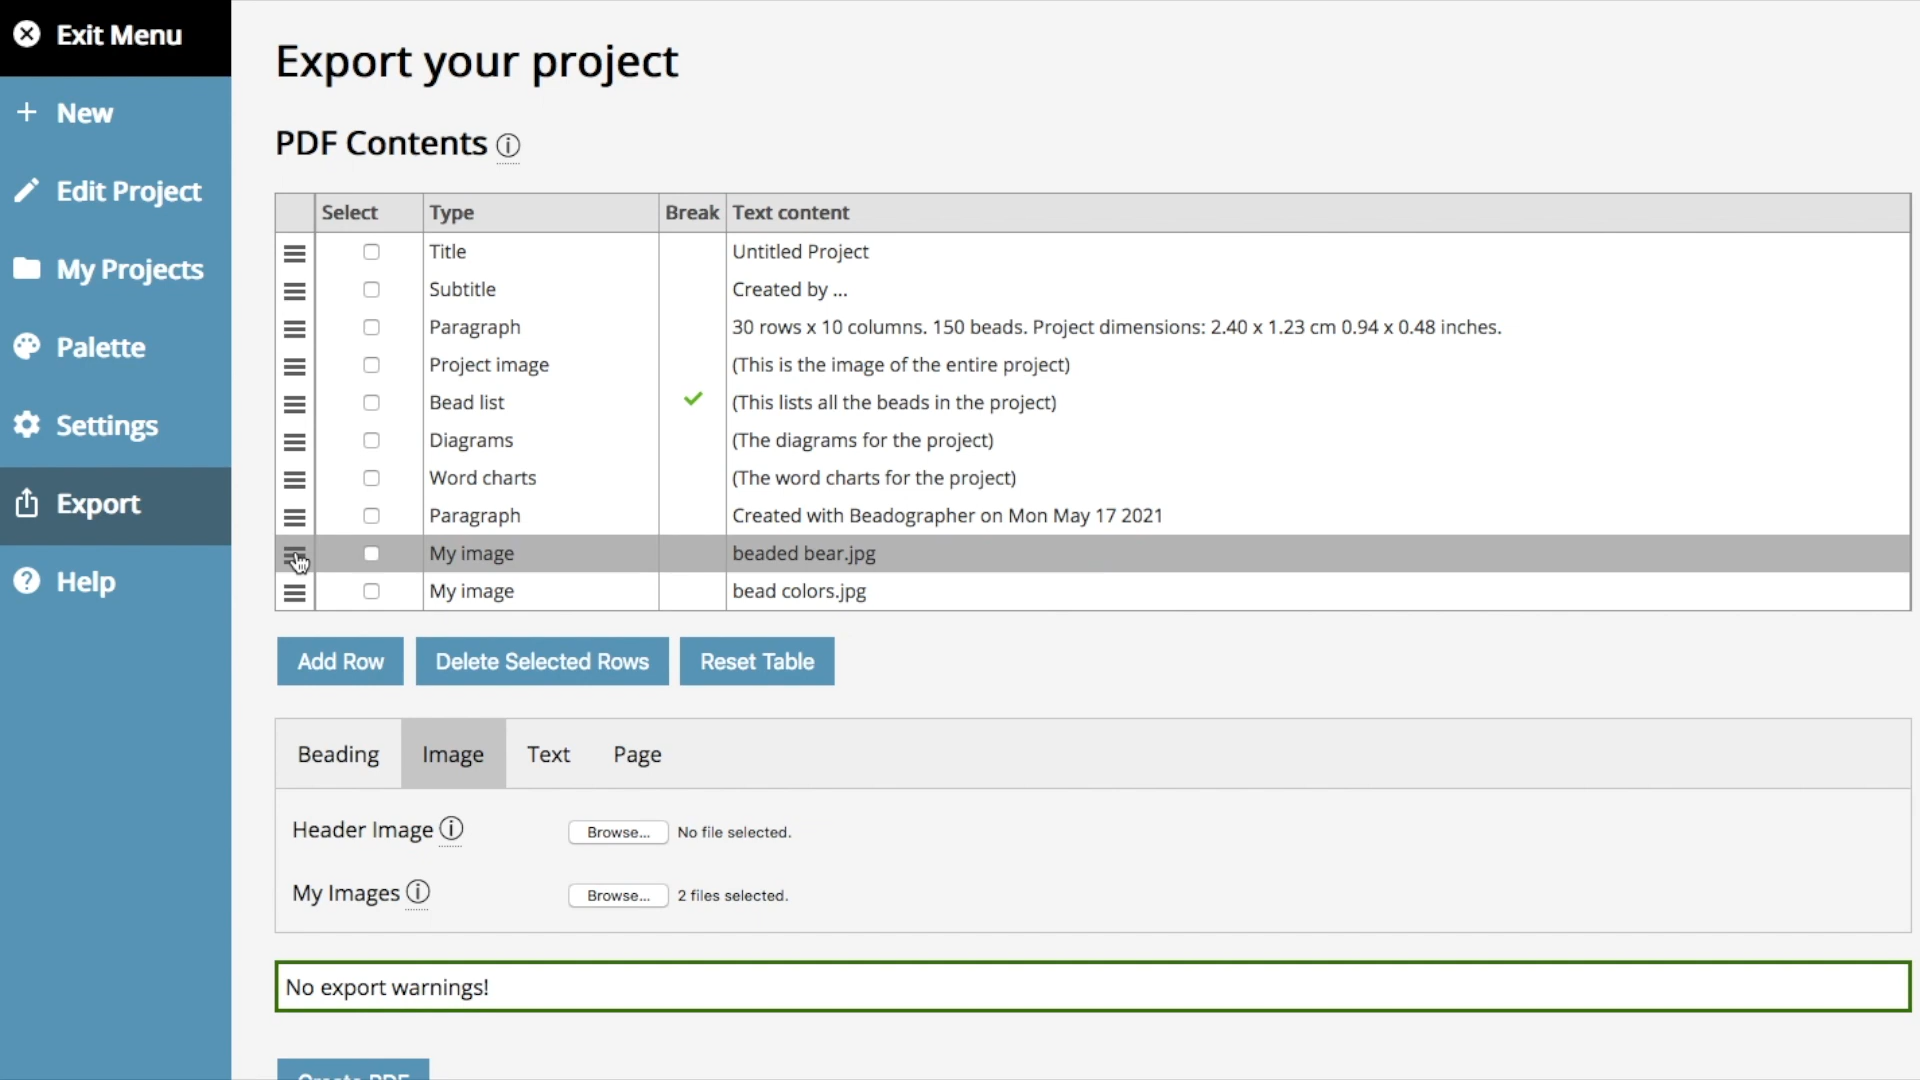 Exit Menu
New
Edit Project
My Projects
Palette
Settings
Export
Help
Export your project
PDF Contents
Select Type Break Text content
Title Untitled Project
Subtitle Created by ...
Paragraph 30 rows x 10 columns. 150 beads. Project dimensions: 2.40 x 1.23 cm 0.94 x 0.48 inches.
Project image (This is the image of the entire project)
Bead list (This lists all the beads in the project)
Diagrams (The diagrams for the project)
Word charts (The word charts for the project)
Paragraph Created with Beadographer on Mon May 17 2021
My image beaded bear.jpg
My image bead colors.jpg
Add Row Delete Selected Rows Reset Table
Beading Image Text Page
Header Image Browse... No file selected.
My Images Browse... 2 files selected.
No export warnings!
Create PDF